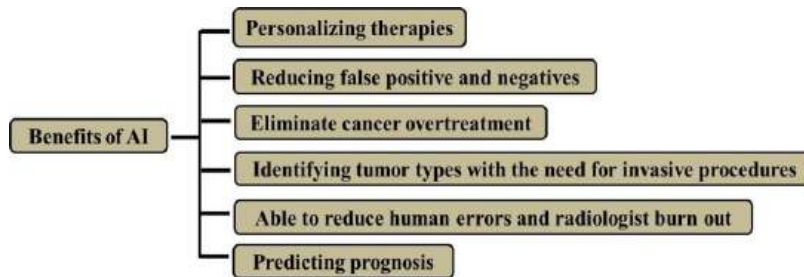 Personalizing therapies
Reducing false positive and negatives
Eliminate cancer overtreatment
Benefits of AI
Identifying tumor types with the need for invasive procedures
Able to reduce human errors and radiologist burn out
Predicting prognosis